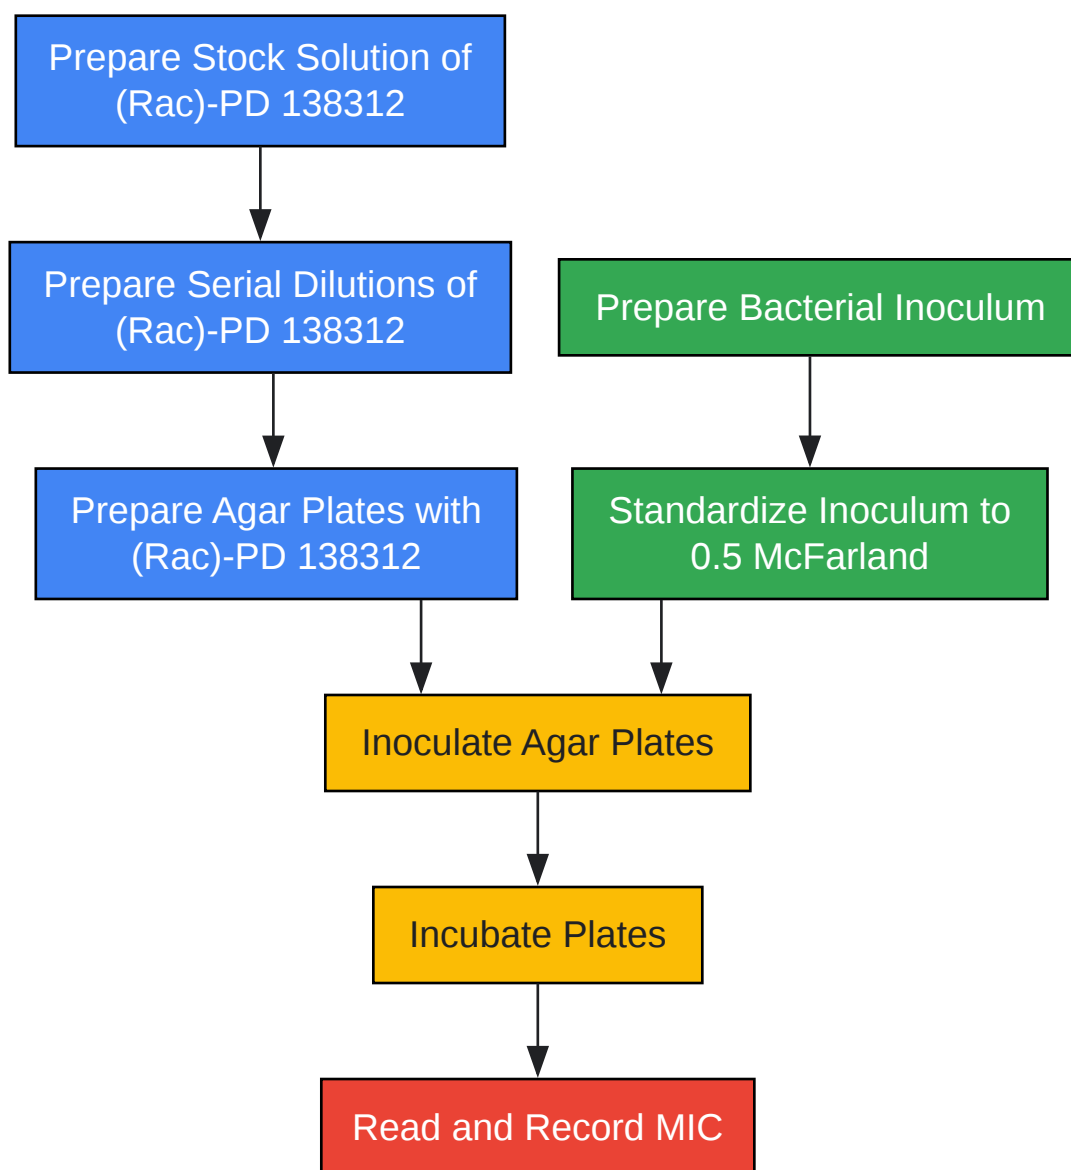 Prepare Stock Solution of
(Rac)-PD 138312
Prepare Serial Dilutions of
(Rac)-PD 138312
Prepare Bacterial Inoculum
Prepare Agar Plates with
(Rac)-PD 138312
Standardize Inoculum to
0.5 McFarland
Inoculate Agar Plates
Incubate Plates
Read and Record MIC